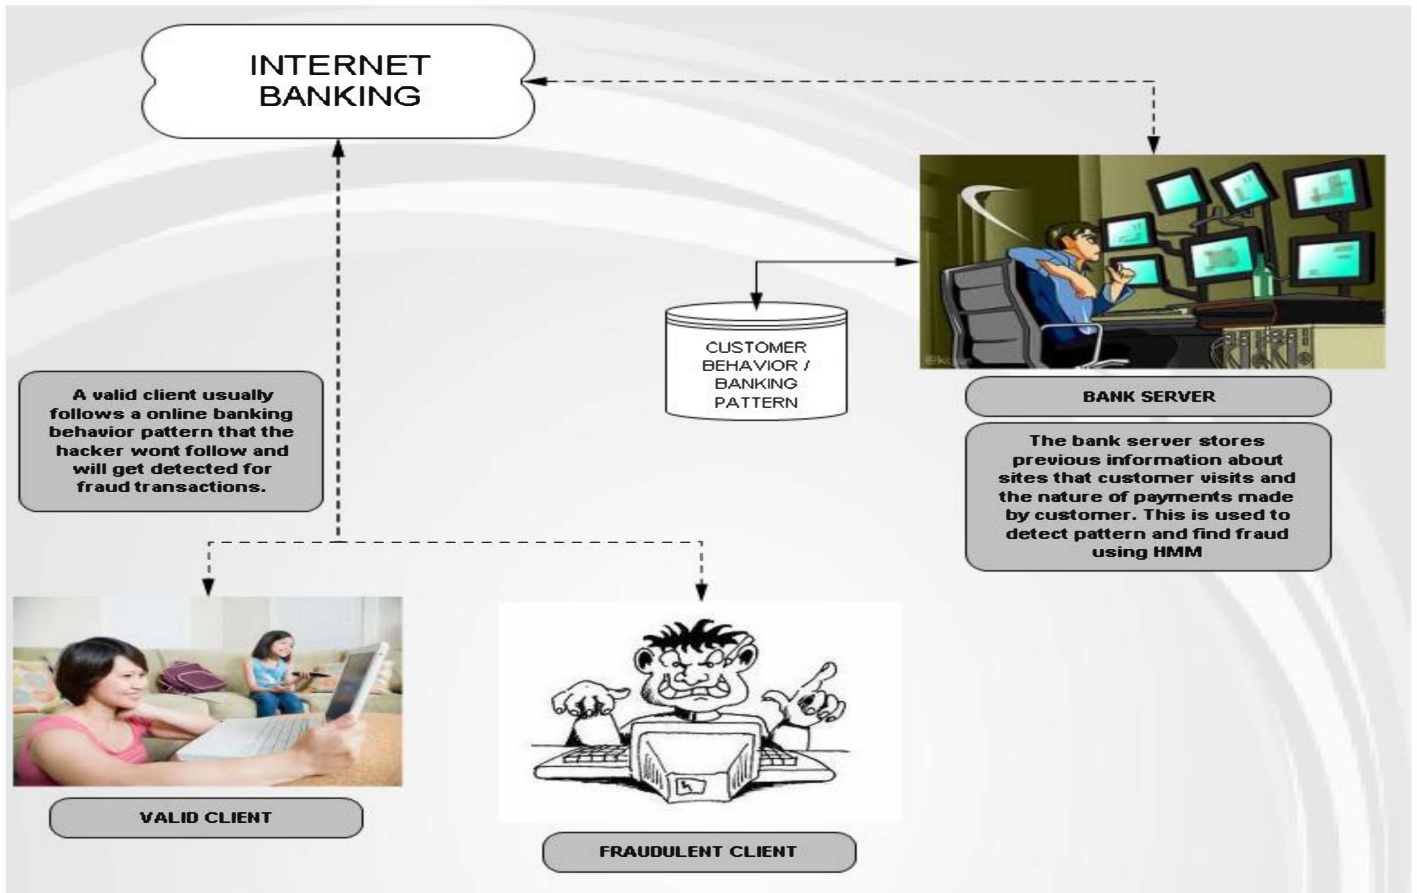 INTERNET
BANKING
CUSTOMER
BEHAVIOR /
BANKING
PATTERN
BANK SERVER
A valid client usually
follows a online banking
behavior pattern that the
hacker wont follow and
will get detected for
fraud transactions.
The bank server stores
previous information about
sites that customer visits and
the nature of payments made
by customer. This is used to
detect pattern and find fraud
using HMM
VALID CLIENT
FRAUDULENT CLIENT